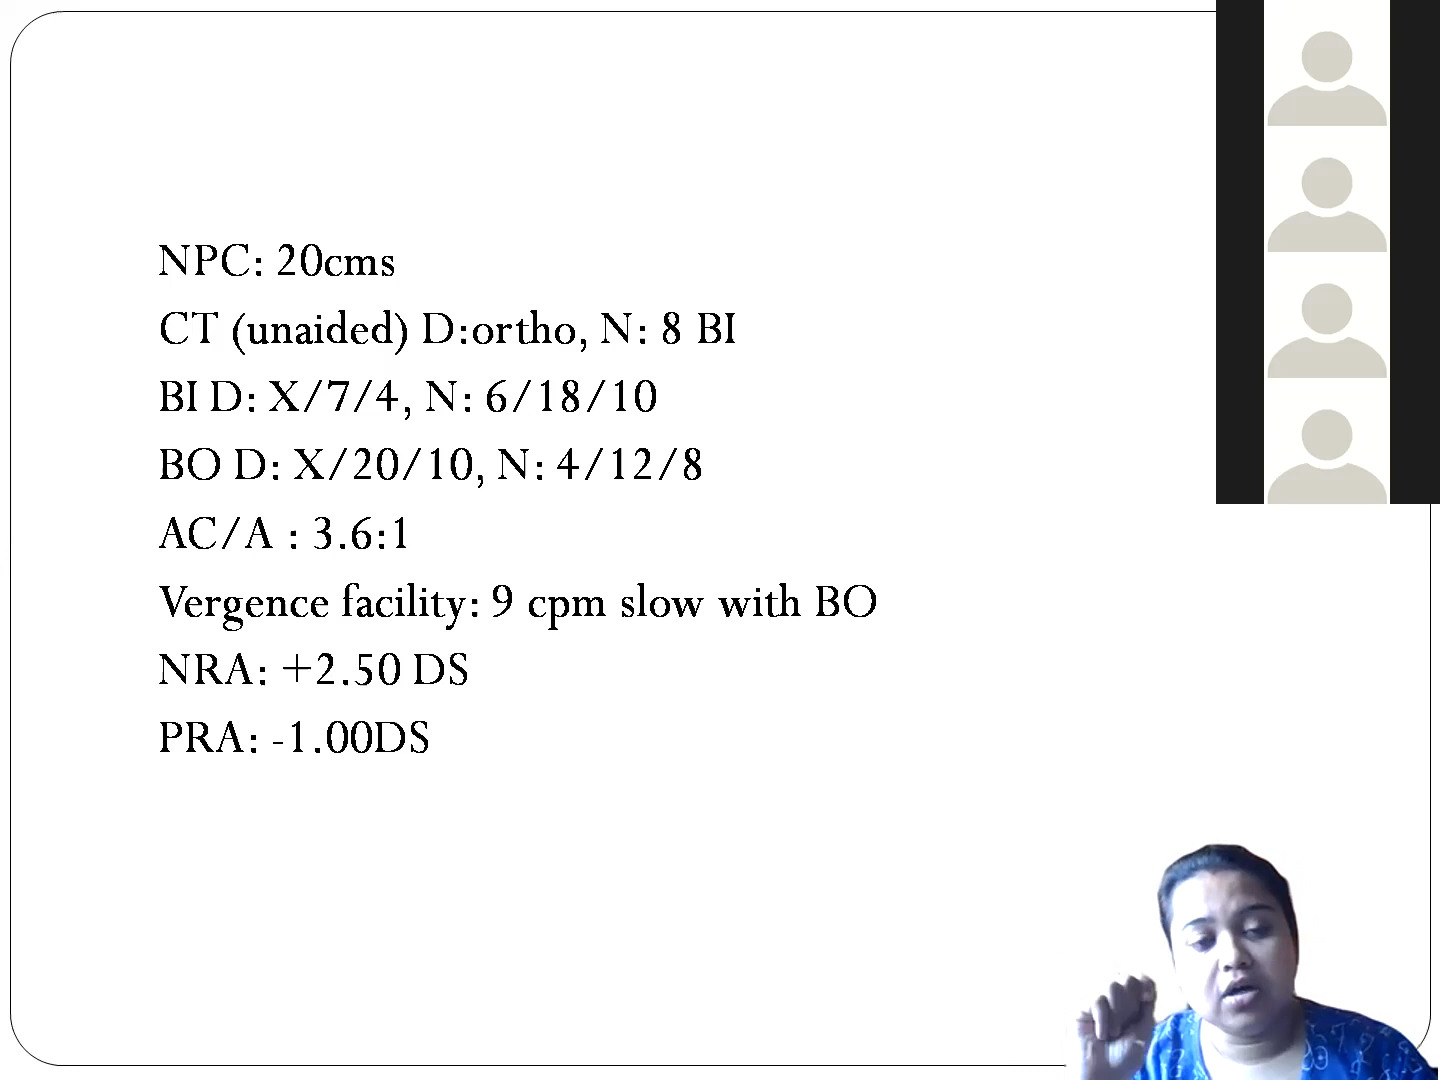 NPC: 20cms
CT (unaided) D:ortho, N: 8 BI
BI D: X/7/4, N: 6/18/10
BO D: X/20/10, N: 4/12/8
AC/A : 3.6:1
Vergence facility: 9 cpm slow with BO
NRA: +2.50 DS
PRA: -1.00DS